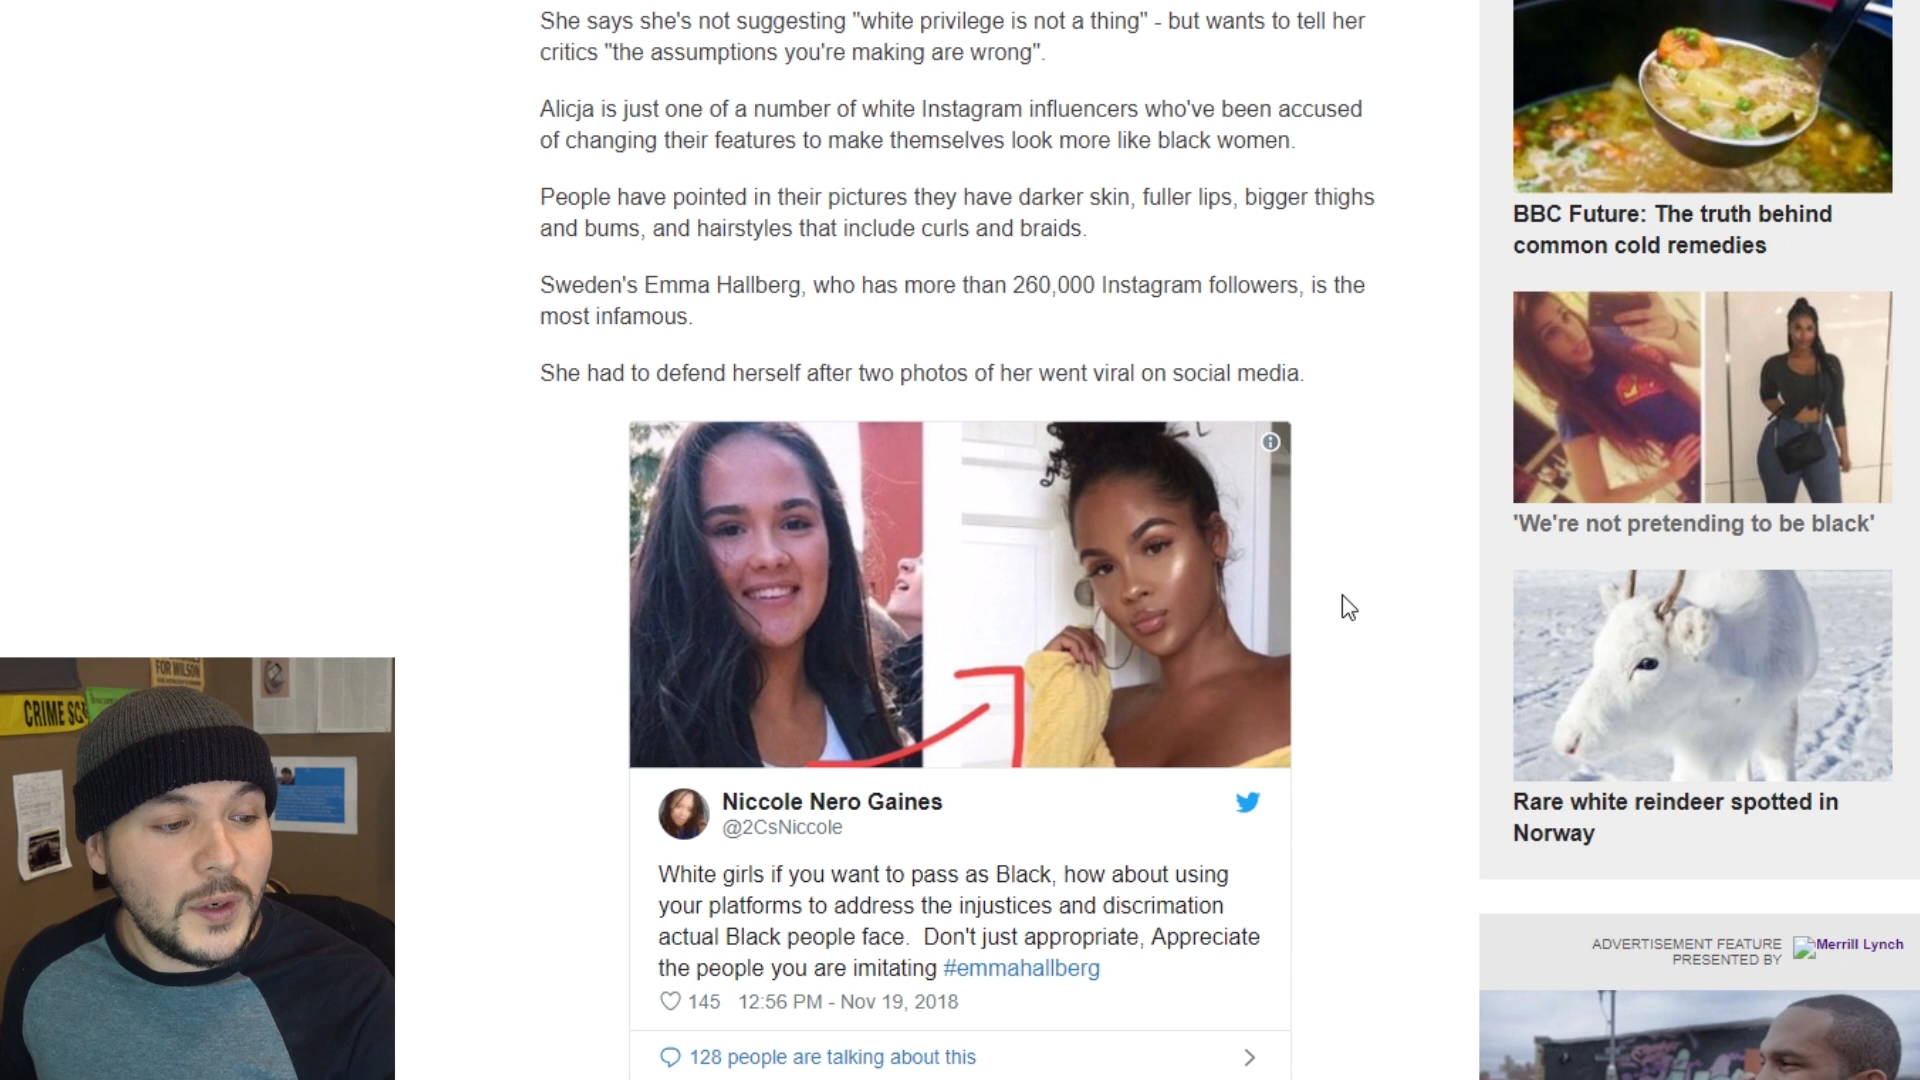 She says she's not suggesting "white privilege is not a thing" - but wants to tell her
critics "the assumptions you're making are wrong".
Alicja is just one of a number of white Instagram influencers who've been accused
of changing their features to make themselves look more like black women.
People have pointed in their pictures they have darker skin, fuller lips, bigger thighs
and bums, and hairstyles that include curls and braids.
Sweden's Emma Hallberg, who has more than 260,000 Instagram followers, is the
most infamous.
She had to defend herself after two photos of her went viral on social media.
Niccole Nero Gaines
@2CsNiccole
White girls if you want to pass as Black, how about using
your platforms to address the injustices and discrimation
actual Black people face.  Don't just appropriate, Appreciate
the people you are imitating #emmahallberg
145 12:56 PM - Nov 19, 2018
128 people are talking about this
BBC Future: The truth behind
common cold remedies
'We're not pretending to be black'
Rare white reindeer spotted in
Norway
ADVERTISEMENT FEATURE
PRESENTED BY
Merrill Lynch
FOR WILSON
CRIME SC